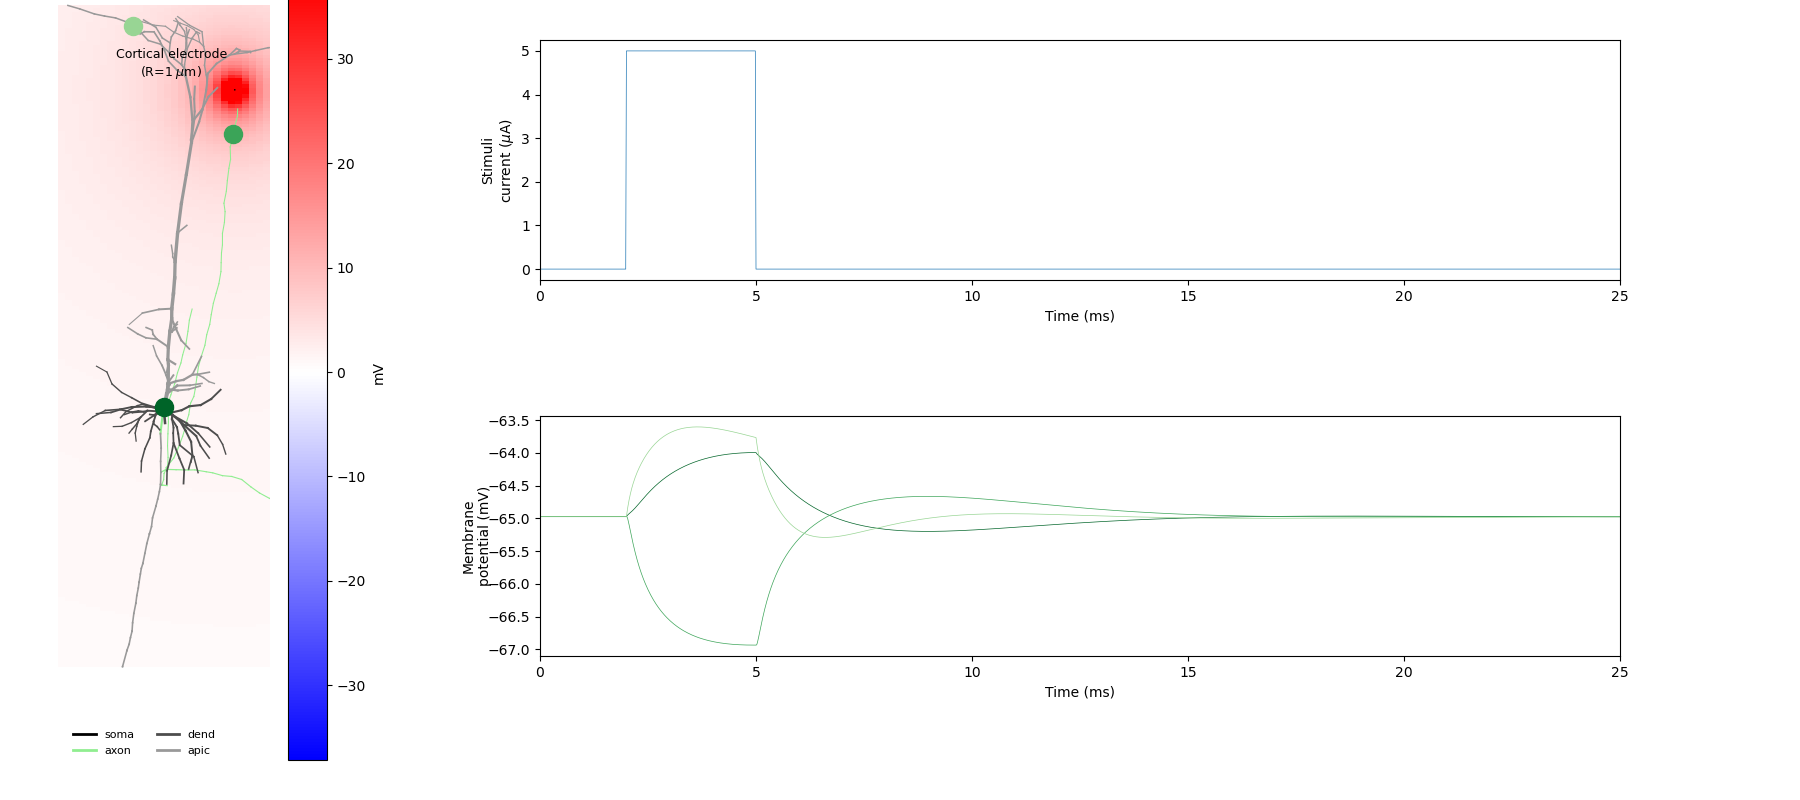 Cortical electrode
(R=1 μm)
30
20
10
0
−10
−20
−30
mV
soma
dend
axon
apic
Stimuli
current (μA)
5
4
3
2
1
0
0
5
10
15
20
25
Time (ms)
Membrane
potential (mV)
−63.5
−64.0
−64.5
−65.0
−65.5
−66.0
−66.5
−67.0
0
5
10
15
20
25
Time (ms)